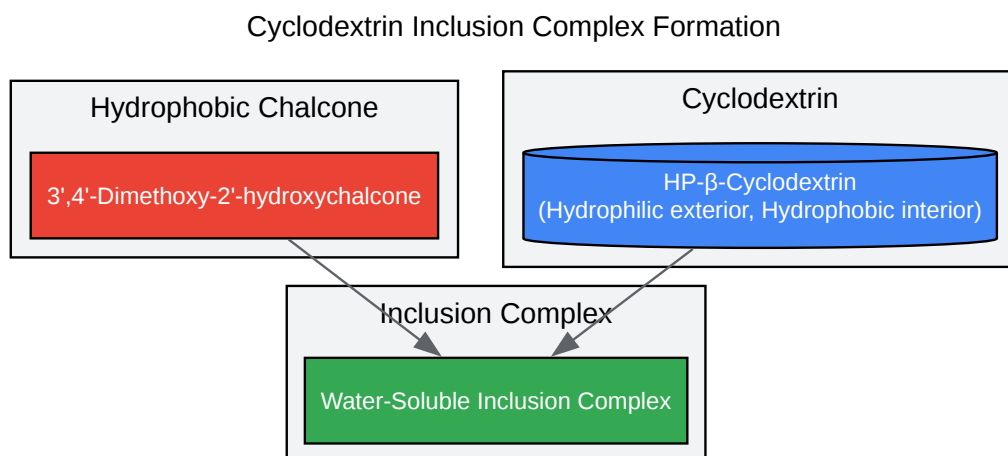 Cyclodextrin Inclusion Complex Formation
Hydrophobic Chalcone
3',4'-Dimethoxy-2'-hydroxychalcone
Cyclodextrin
HP-β-Cyclodextrin
(Hydrophilic exterior, Hydrophobic interior)
Inclusion Complex
Water-Soluble Inclusion Complex